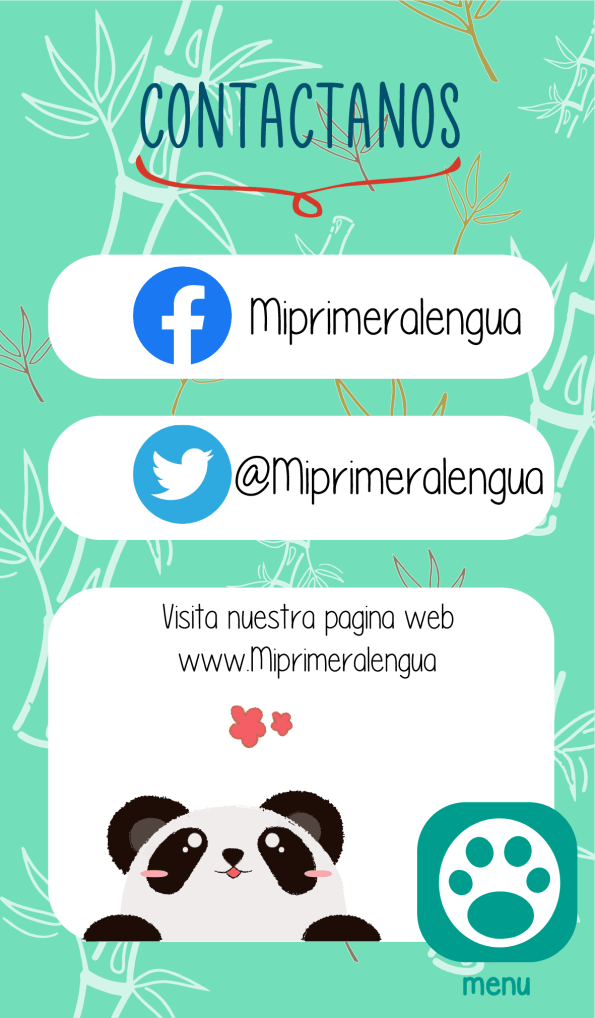 CONTACTANOS
Miprimeralengua
@Miprimeralengua
Visita nuestra pagina web
www.Miprimeralengua
menu